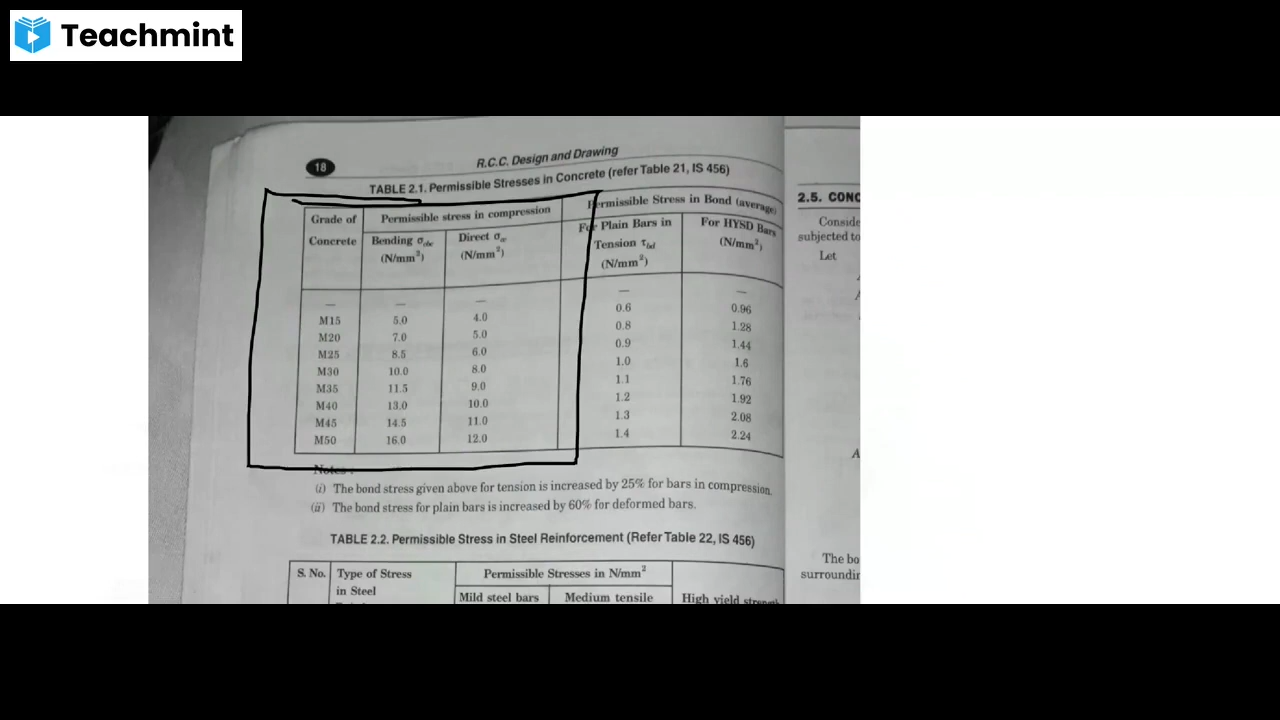 Teachmint
18
R.C.C. Design and Drawing
TABLE 2.1. Permissible Stresses in Concrete (refer Table 21, IS 456)
Grade of Concrete Permissible stress in compression Permissible Stress in Bond (average)
Bending σcbc (N/mm²) Direct σcc (N/mm²) For Plain Bars in Tension τbd (N/mm²) For HYSD Bars (N/mm²)
— — — — —
M15 5.0 4.0 0.6 0.96
M20 7.0 5.0 0.8 1.28
M25 8.5 6.0 0.9 1.44
M30 10.0 8.0 1.0 1.6
M35 11.5 9.0 1.1 1.76
M40 13.0 10.0 1.2 1.92
M45 14.5 11.0 1.3 2.08
M50 16.0 12.0 1.4 2.24
Notes :
(i) The bond stress given above for tension is increased by 25% for bars in compression.
(ii) The bond stress for plain bars is increased by 60% for deformed bars.
TABLE 2.2. Permissible Stress in Steel Reinforcement (Refer Table 22, IS 456)
S. No. Type of Stress in Steel Permissible Stresses in N/mm²
Mild steel bars Medium tensile High yield strength
2.5. CONC
Conside
subjected to
Let
A
The bo
surroundin